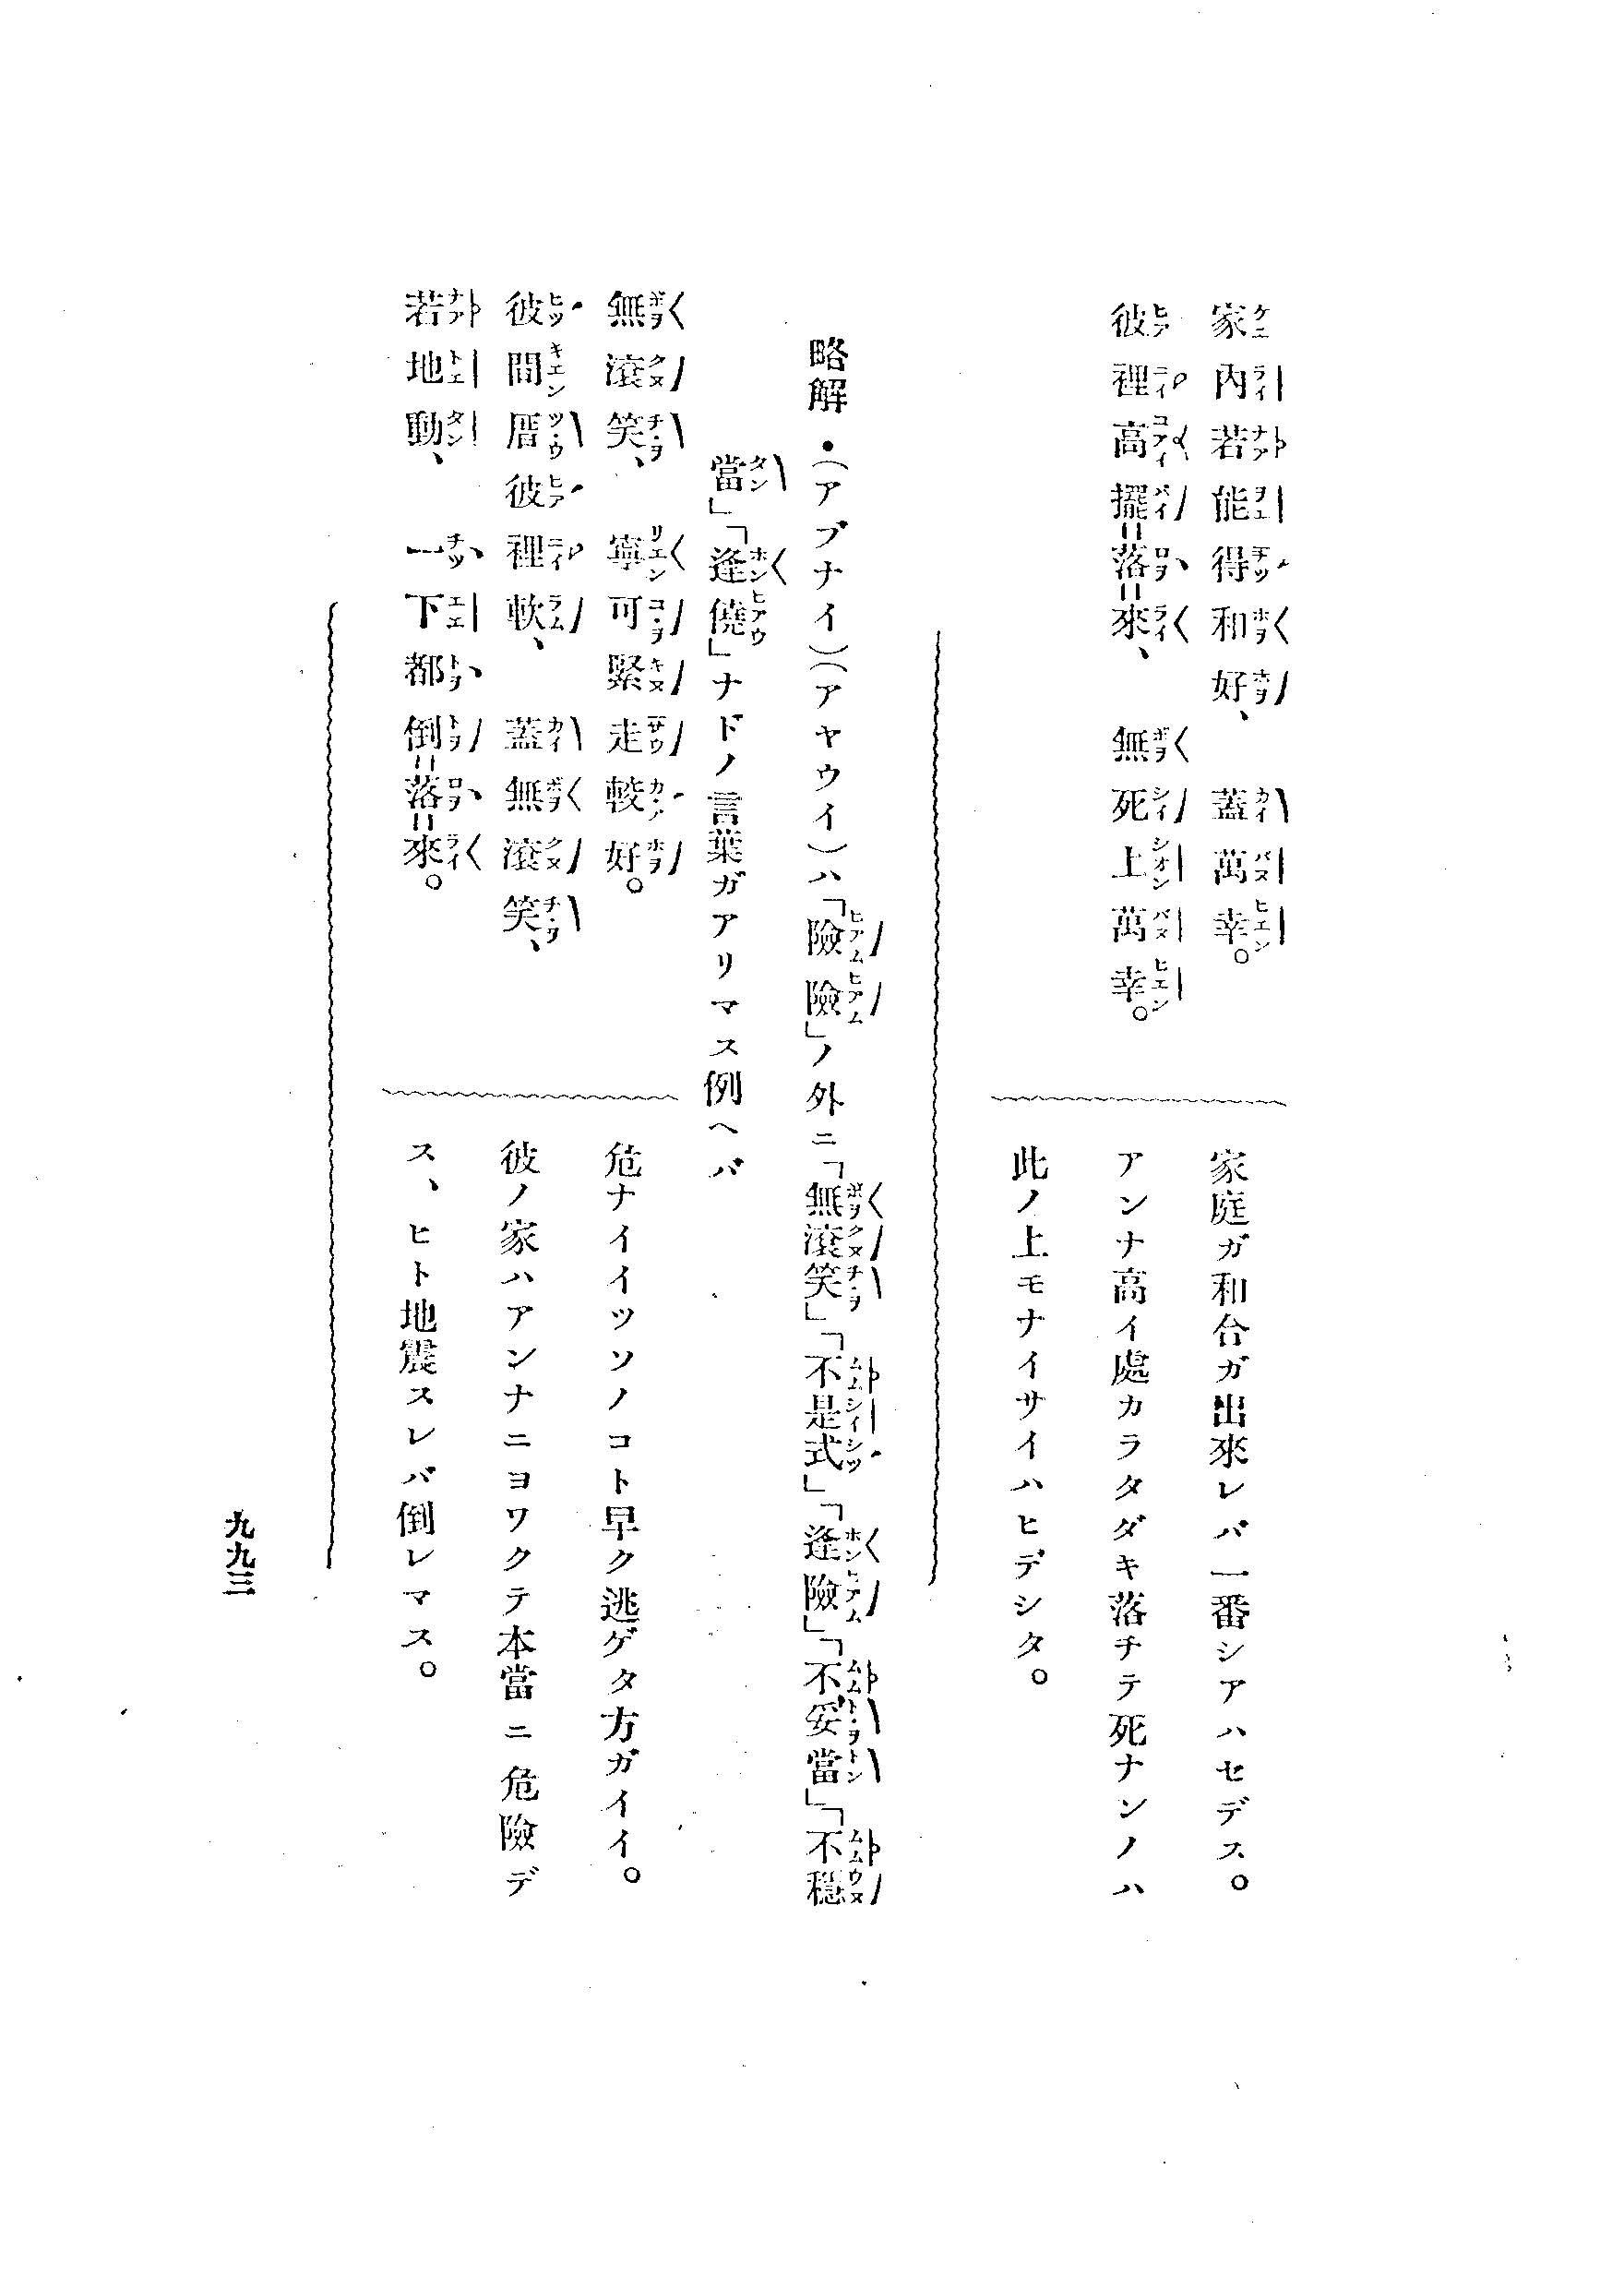 家內若能得和好、蓋萬幸。
家庭ガ和合ガ出來レバ一番シアハセデス。
彼裡高擺=落=來、無死上萬幸。
アンナ高イ處カラタダキ落チテ死ナンノハ
此ノ上モナイサイハヒデシタ。
略解・(アブナイ)(アヤウイ)ハ「險險」ノ外ニ「無滾笑」「不是式」「逢險」「不妥當」「不穩
當」「逢僥」ナドノ言葉ガアリマス例ヘバ
無滾笑、寧可緊走較好。
危ナイイツソノコト早ク逃ゲタ方ガイイ。
彼間厝彼裡軟、蓋無滾笑、
彼ノ家ハアンナニヨワクテ本當ニ危險デ
若地動、一下都倒=落=來。
ス、ヒト地震スレバ倒レマス。
九九三